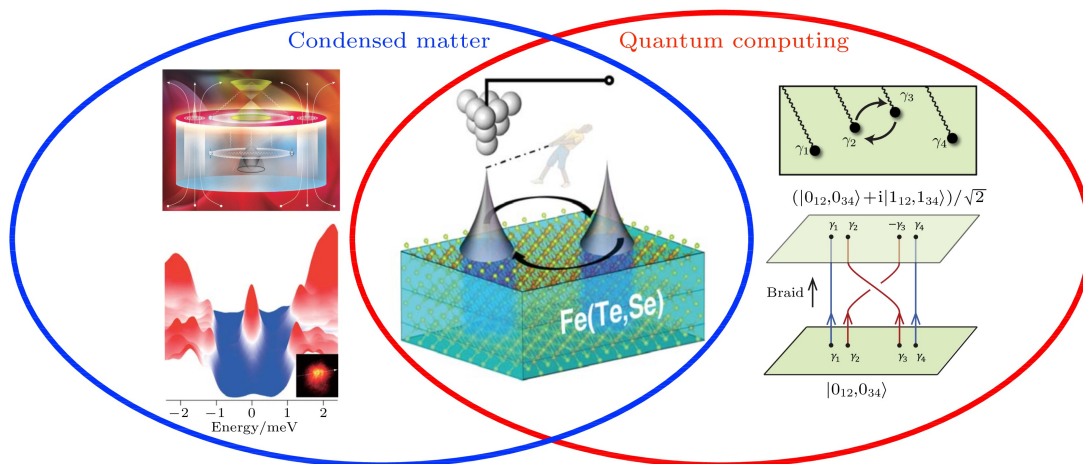 Condensed matter
Quantum computing
γ₁
γ₂
γ₃
γ₄
(|0₁₂,0₃₄⟩+i|1₁₂,1₃₄⟩)/√2
γ₁ γ₂ −γ₃ γ₄
Braid
γ₁ γ₂ γ₃ γ₄
|0₁₂,0₃₄⟩
Fe(Te,Se)
−2 −1 0 1 2
Energy/meV